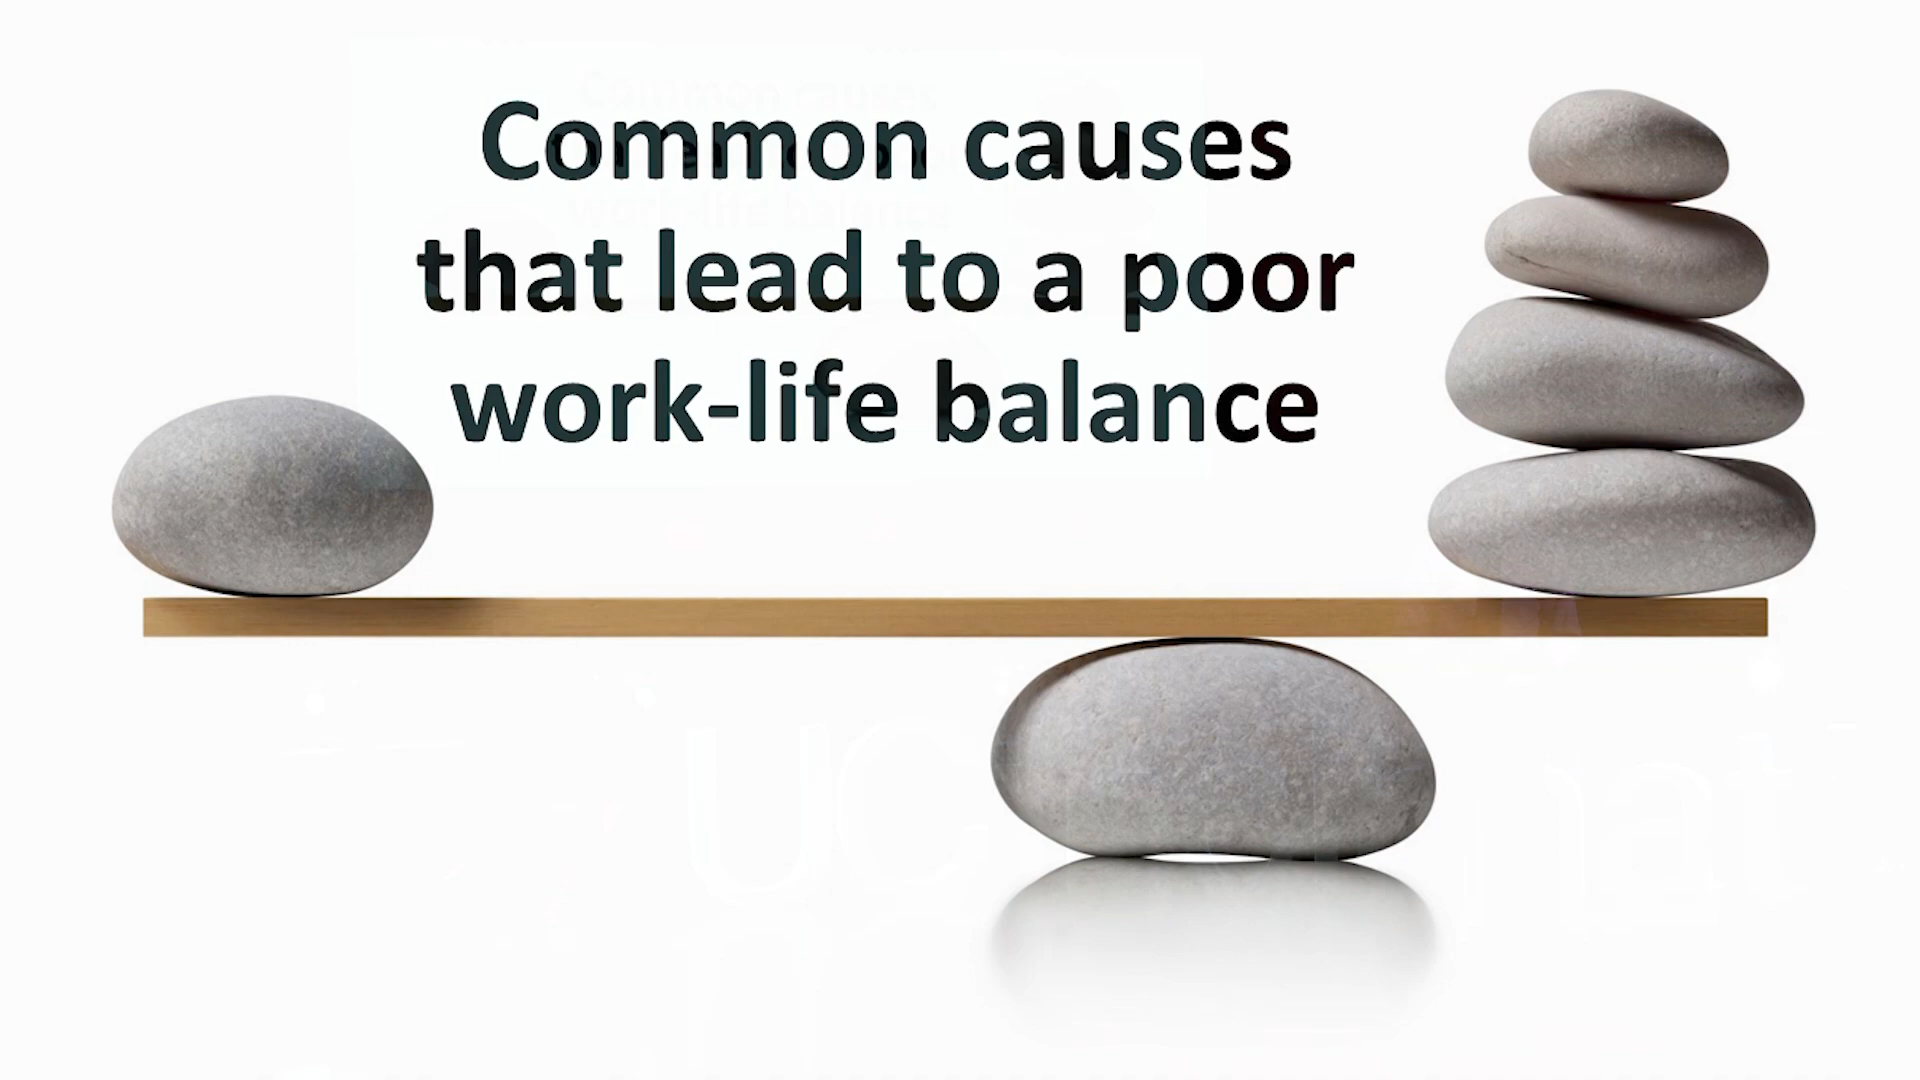 Common causes
that lead to a poor
work-life balance